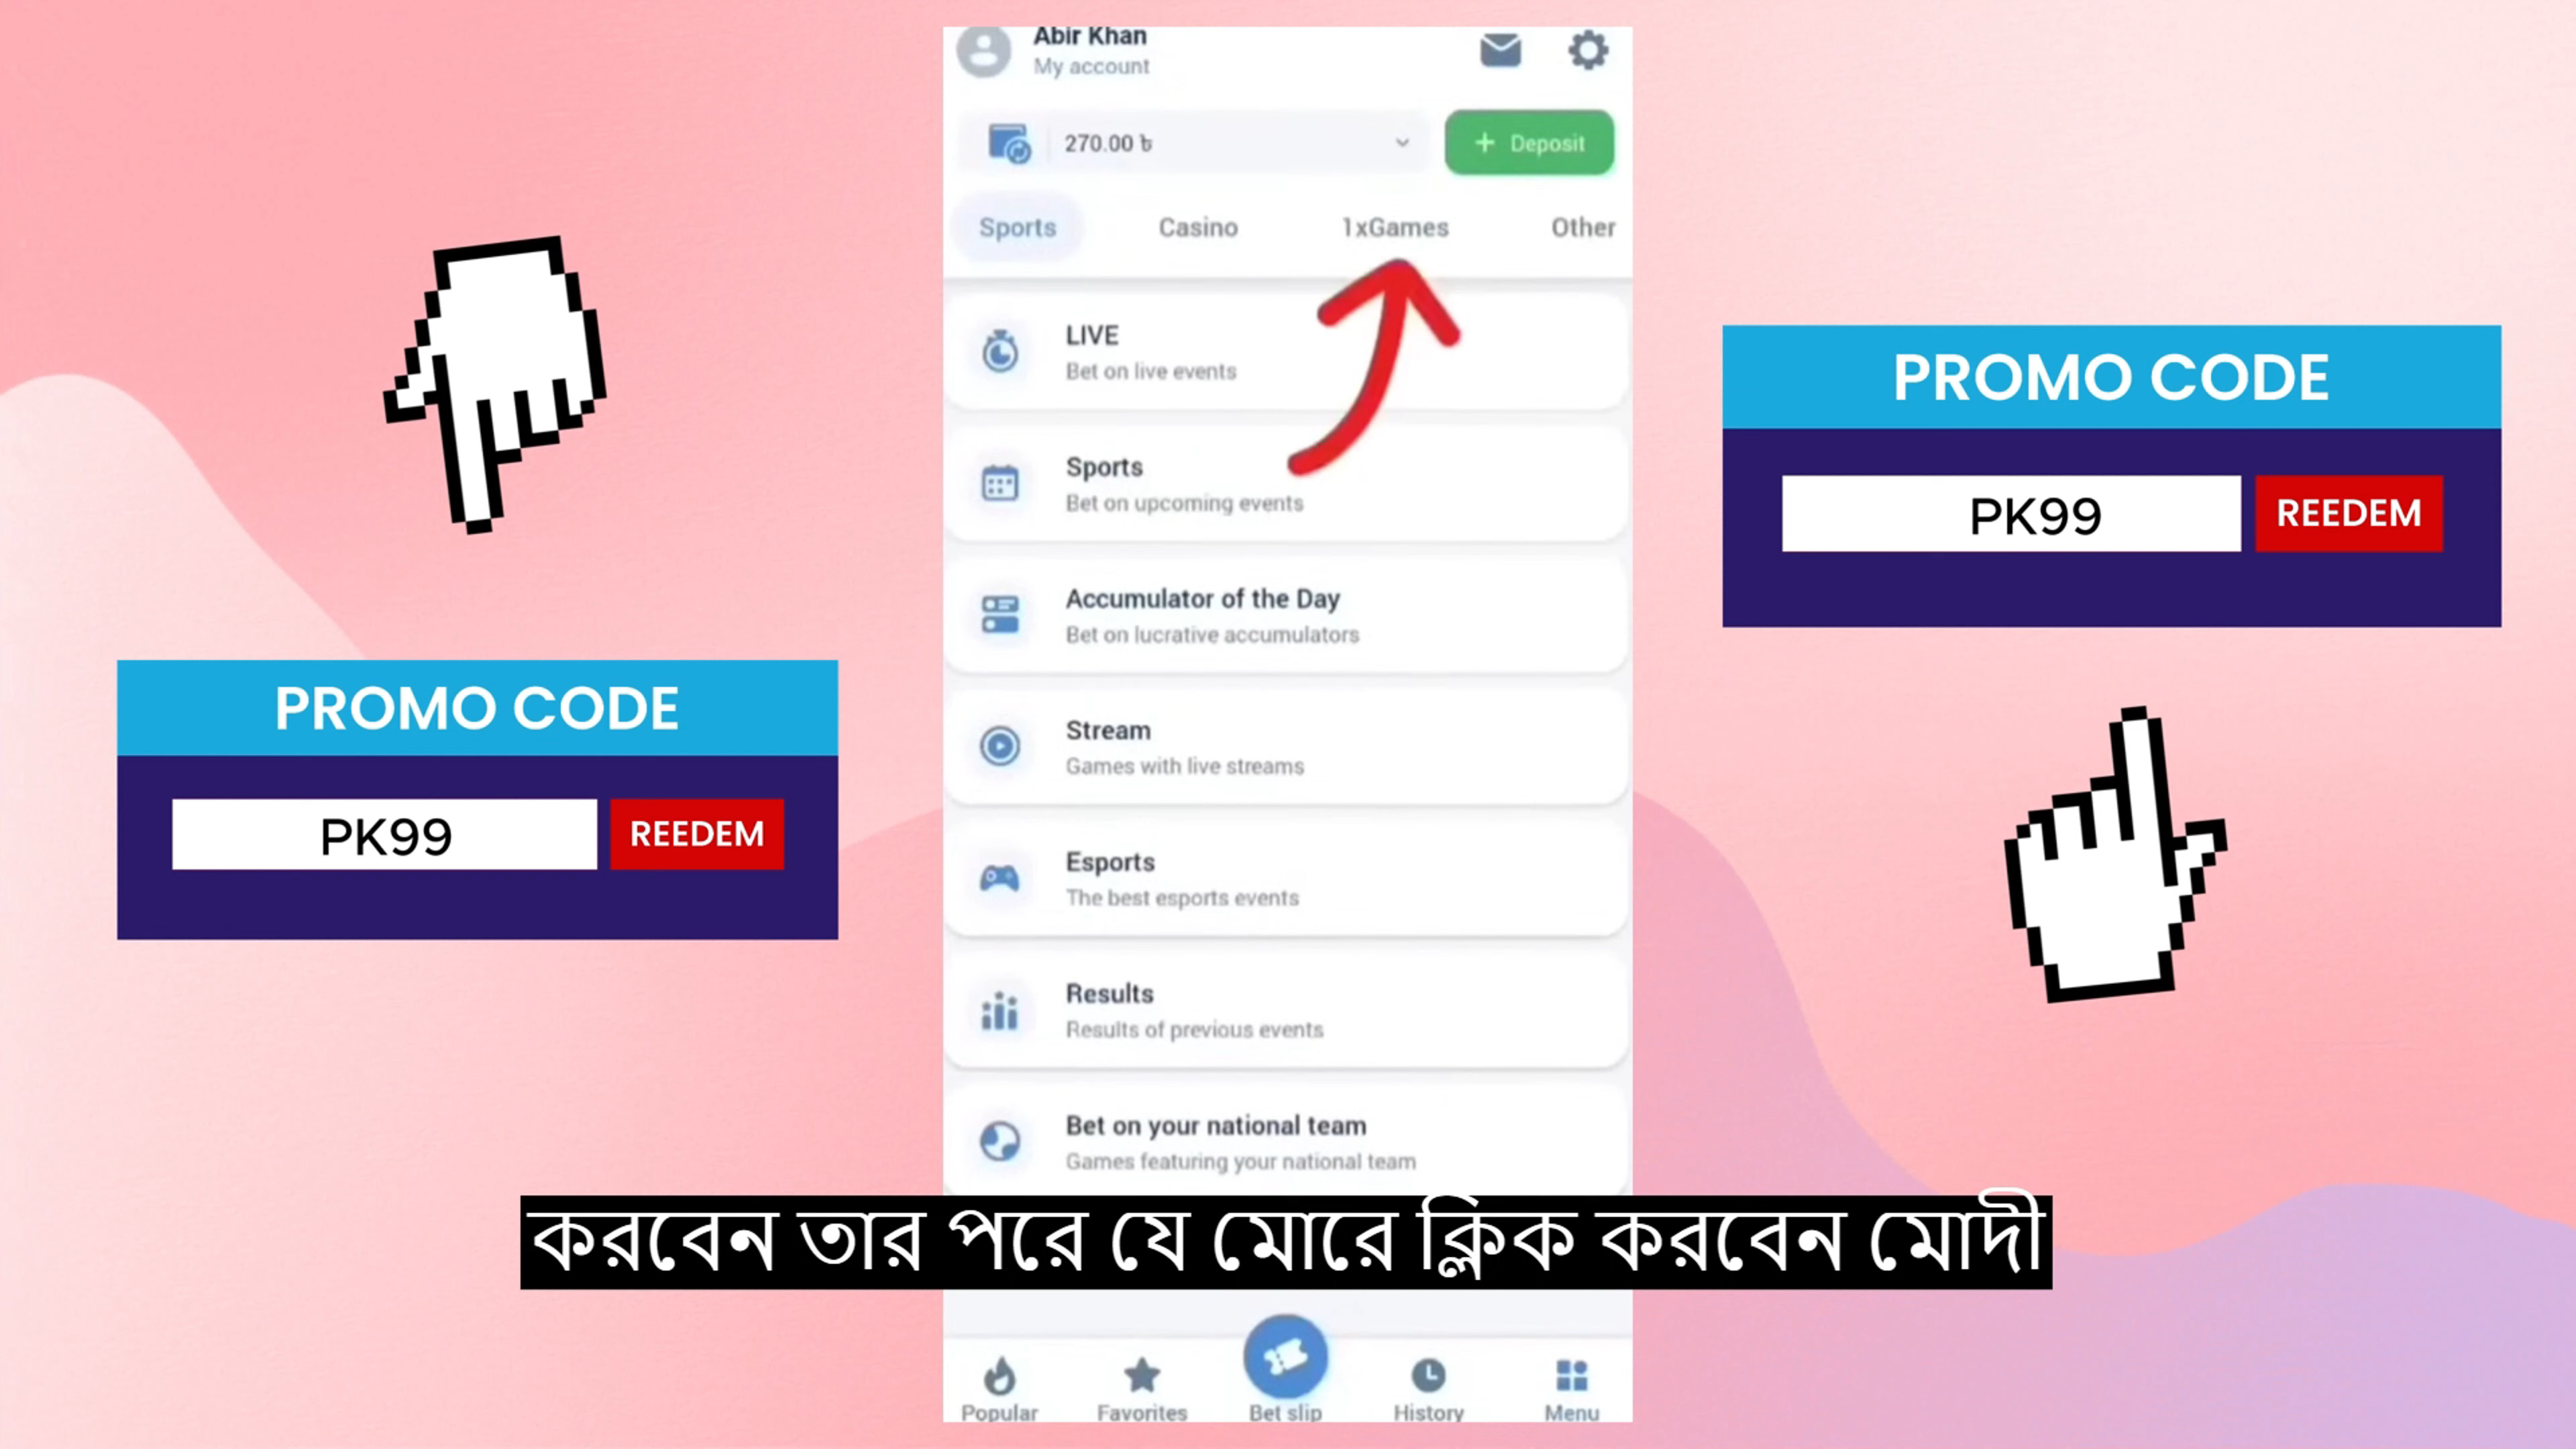 Abir Khan
My account
270.00 ৳
+ Deposit
Sports
Casino
1xGames
Other
LIVE
Bet on live events
Sports
Bet on upcoming events
Accumulator of the Day
Bet on lucrative accumulators
Stream
Games with live streams
Esports
The best esports events
Results
Results of previous events
Bet on your national team
Games featuring your national team
PROMO CODE
PK99
REEDEM
PROMO CODE
PK99
REEDEM
করবেন তার পরে যে মোরে ক্লিক করবেন মোদী
Popular
Favorites
Bet slip
History
Menu